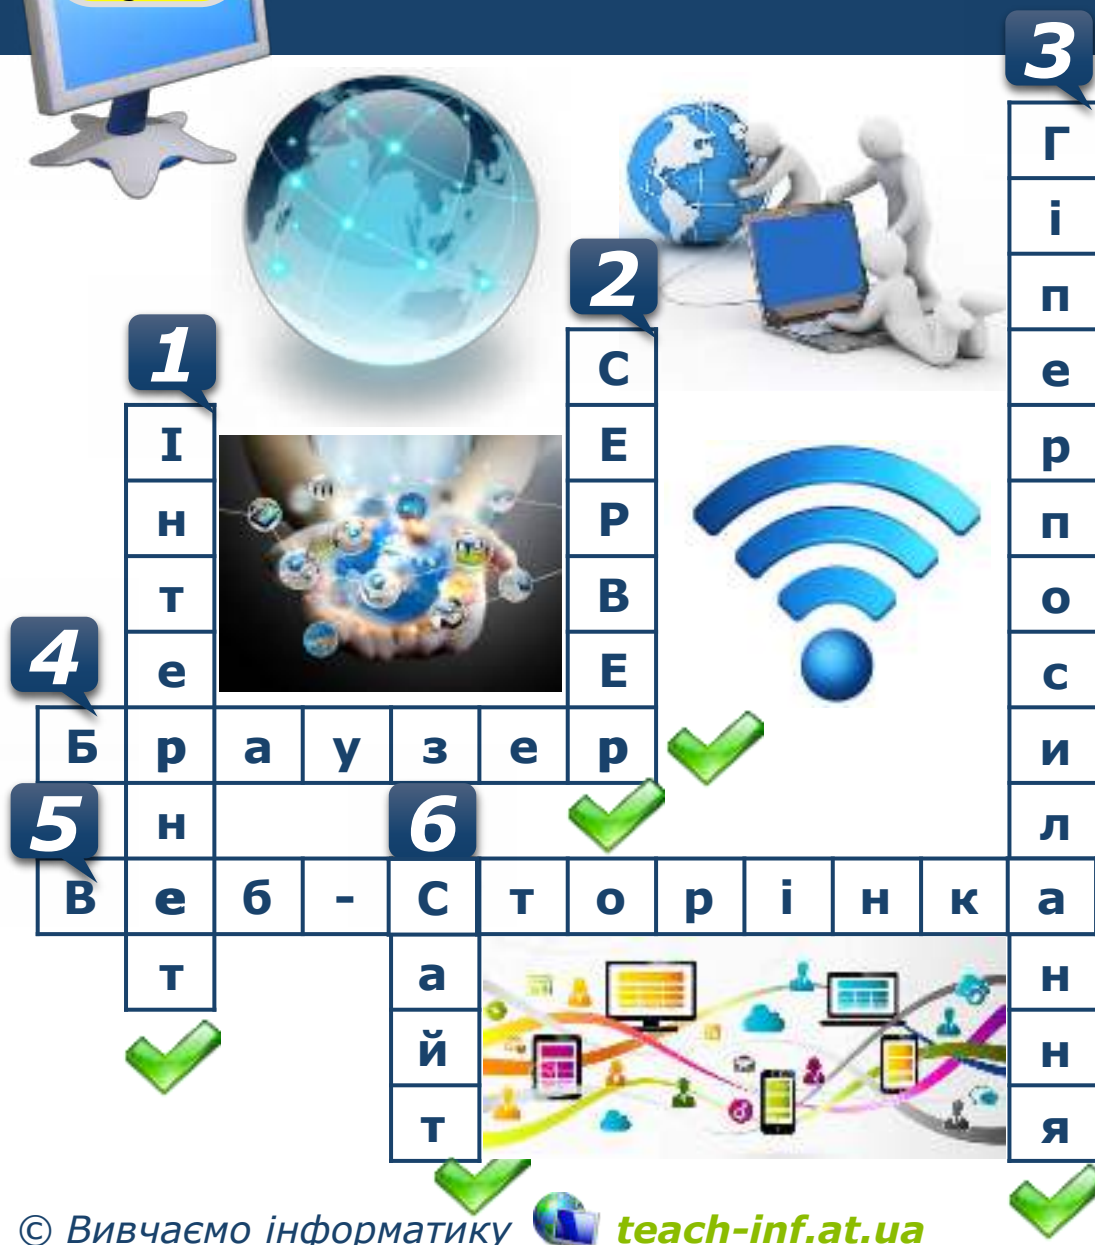 3
2
1
Гіперпосилання
СЕРВЕР
Інтернет
4
Браузер
5
6
Веб-Сторінка
Сайт
© Вивчаємо інформатику teach-inf.at.ua